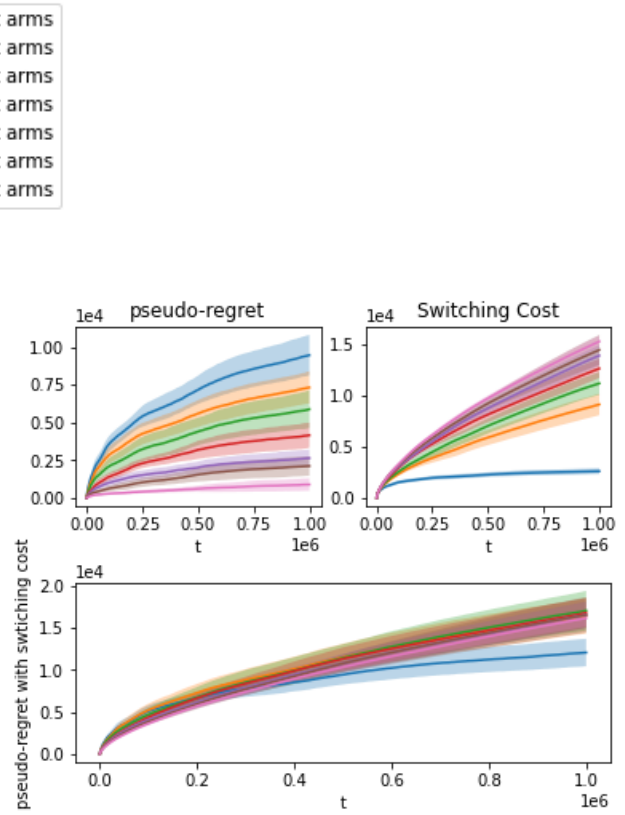 t arms
t arms
t arms
t arms
t arms
t arms
t arms
pseudo-regret
Switching Cost
1e4
1e4
1.00
0.75
0.50
0.25
0.00
1.5
1.0
0.5
0.0
0.00 0.25 0.50 0.75 1.00
0.00 0.25 0.50 0.75 1.00
t
1e6
t
1e6
pseudo-regret with swtiching cost
1e4
2.0
1.5
1.0
0.5
0.0
0.0 0.2 0.4 0.6 0.8 1.0
t
1e6